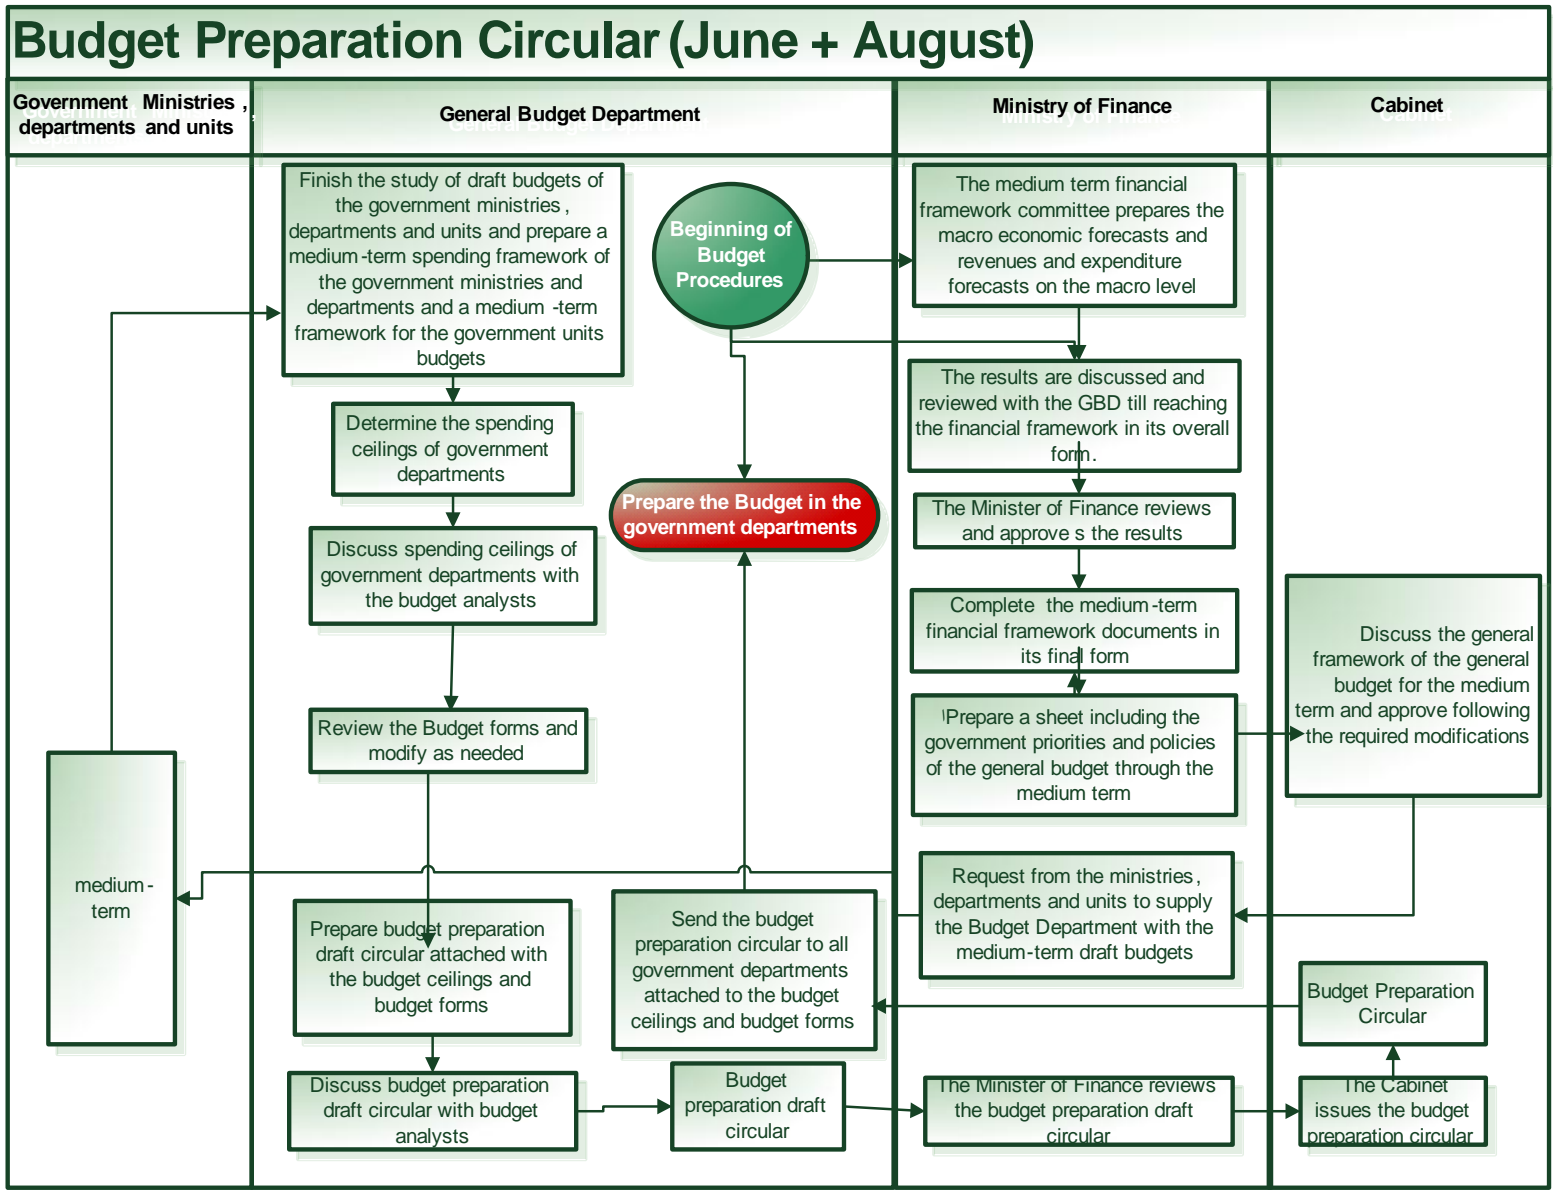 Budget Preparation Circular (June + August)
Government Ministries ,
departments and units
General Budget Department
Ministry of Finance
Cabinet
Finish the study of draft budgets of
the government ministries ,
departments and units and prepare a
medium-term spending framework of
the government ministries and
departments and a medium -term
framework for the government units
budgets
Determine the spending
ceilings of government
departments
Discuss spending ceilings of
government departments with
the budget analysts
Review the Budget forms and
modify as needed
Prepare budget preparation
draft circular attached with
the budget ceilings and
budget forms
Discuss budget preparation
draft circular with budget
analysts
Beginning of
Budget
Procedures
Prepare the Budget in the
government departments
Send the budget
preparation circular to all
government departments
attached to the budget
ceilings and budget forms
Budget
preparation draft
circular
The medium term financial
framework committee prepares the
macro economic forecasts and
revenues and expenditure
forecasts on the macro level
The results are discussed and
reviewed with the GBD till reaching
the financial framework in its overall
form.
The Minister of Finance reviews
and approve s the results
Complete the medium-term
financial framework documents in
its final form
Prepare a sheet including the
government priorities and policies
of the general budget through the
medium term
Request from the ministries,
departments and units to supply
the Budget Department with the
medium-term draft budgets
The Minister of Finance reviews
the budget preparation draft
circular
Discuss the general
framework of the general
budget for the medium
term and approve following
the required modifications
Budget Preparation
Circular
The Cabinet
issues the budget
preparation circular
medium-
term